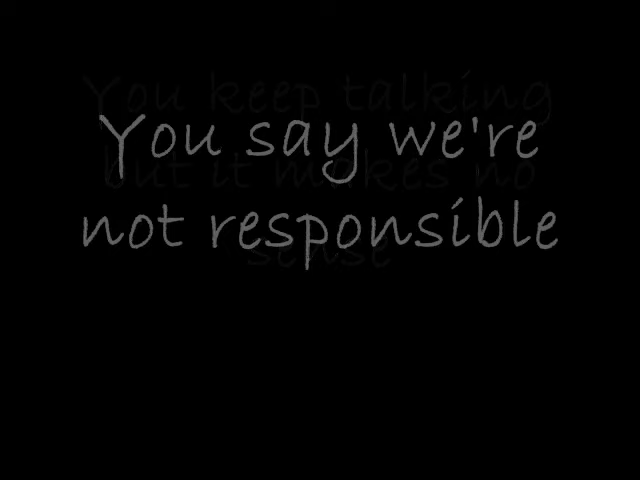 You keep talking
You say we're
but it makes no
not responsible
sense